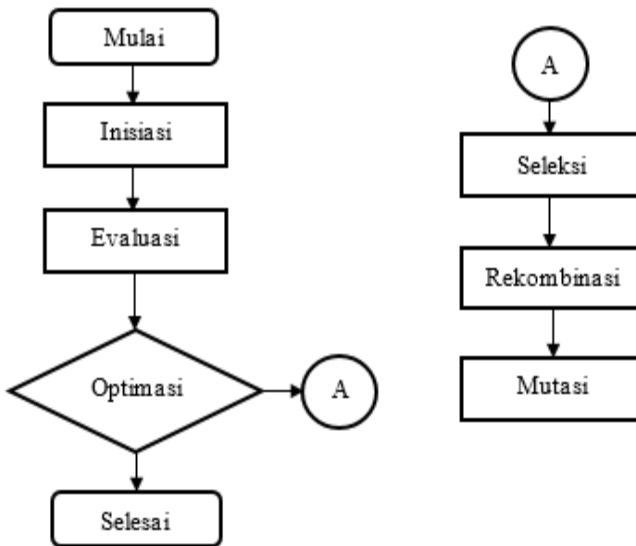 Mulai
Inisiasi
Evaluasi
Optimasi
A
Selesai
A
Seleksi
Rekombinasi
Mutasi